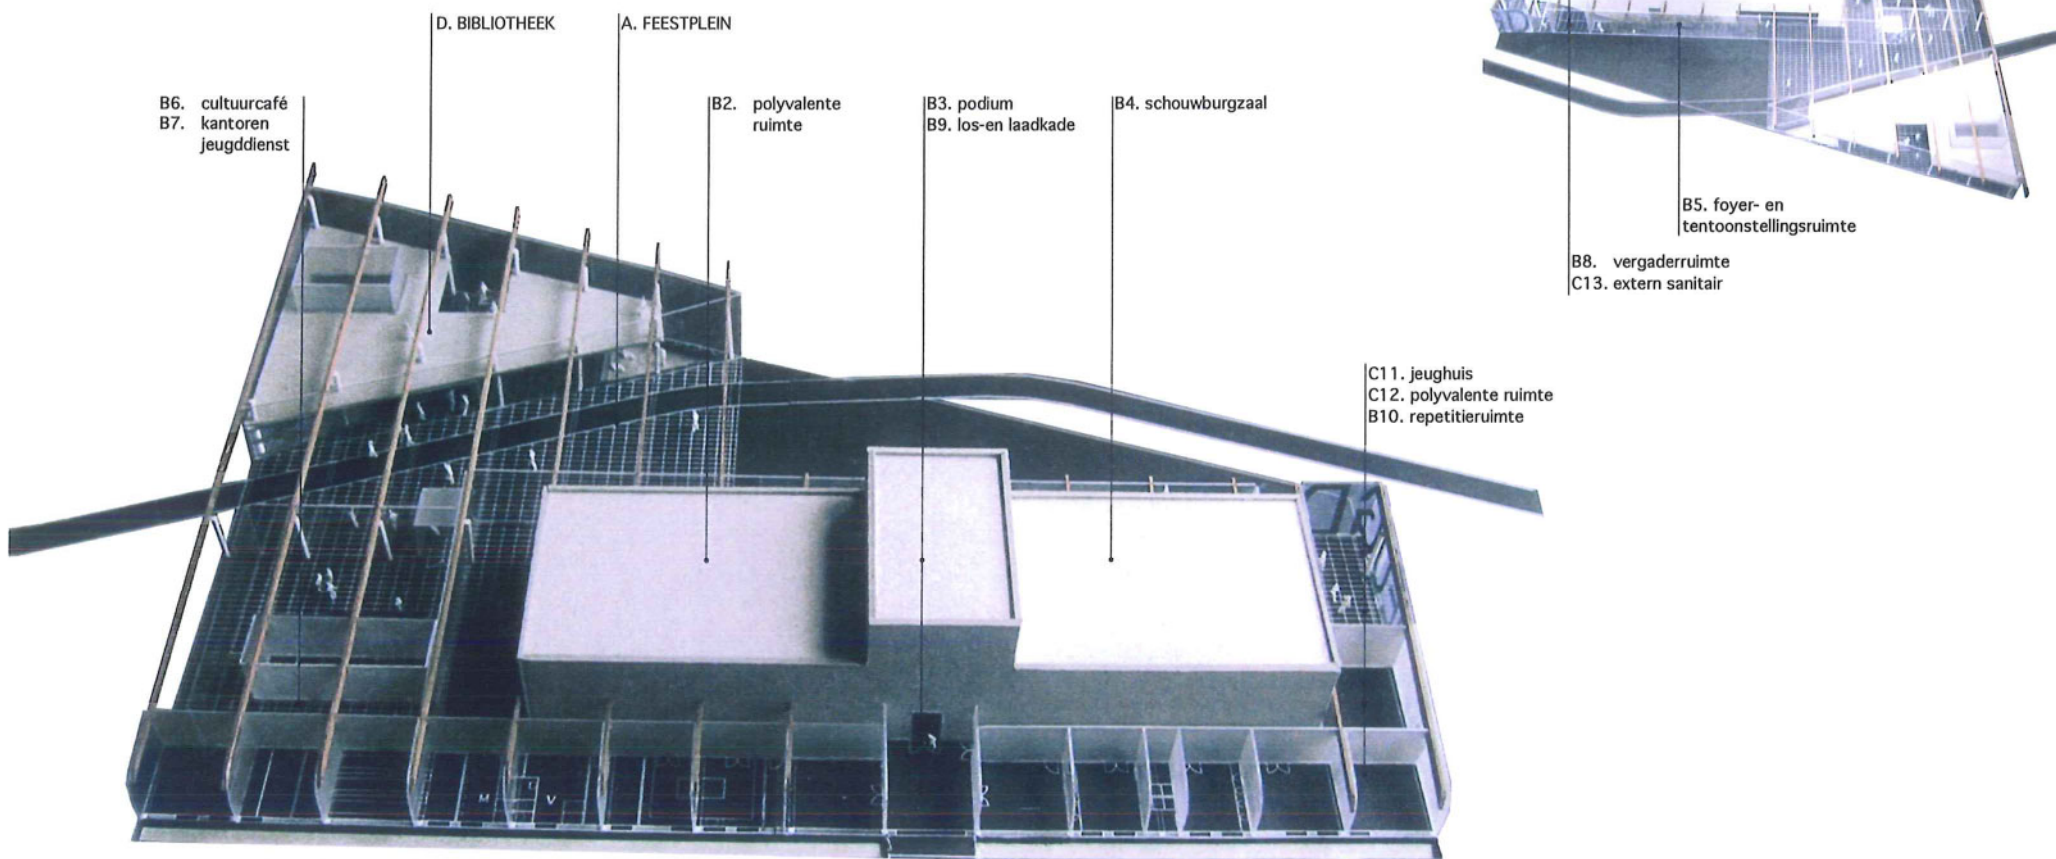 D. BIBLIOTHEEK
A. FEESTPLEIN
B6. cultuurcafé
B7. kantoren
jeugddienst
B2. polyvalente
ruimte
B3. podium
B9. los-en laadkade
B4. schouwburgzaal
B5. foyer- en
tentoonstellingsruimte
B8. vergaderruimte
C13. extern sanitair
C11. jeughuis
C12. polyvalente ruimte
B10. repetitieruimte
M V